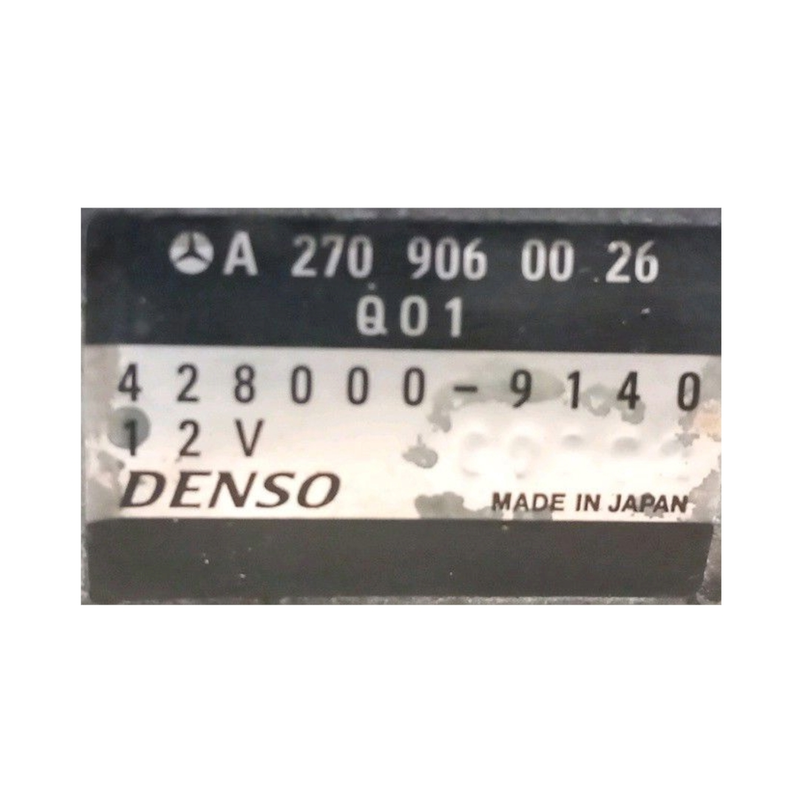 A 270 906 00 26
Q01
428000-9140
12V
DENSO
MADE IN JAPAN